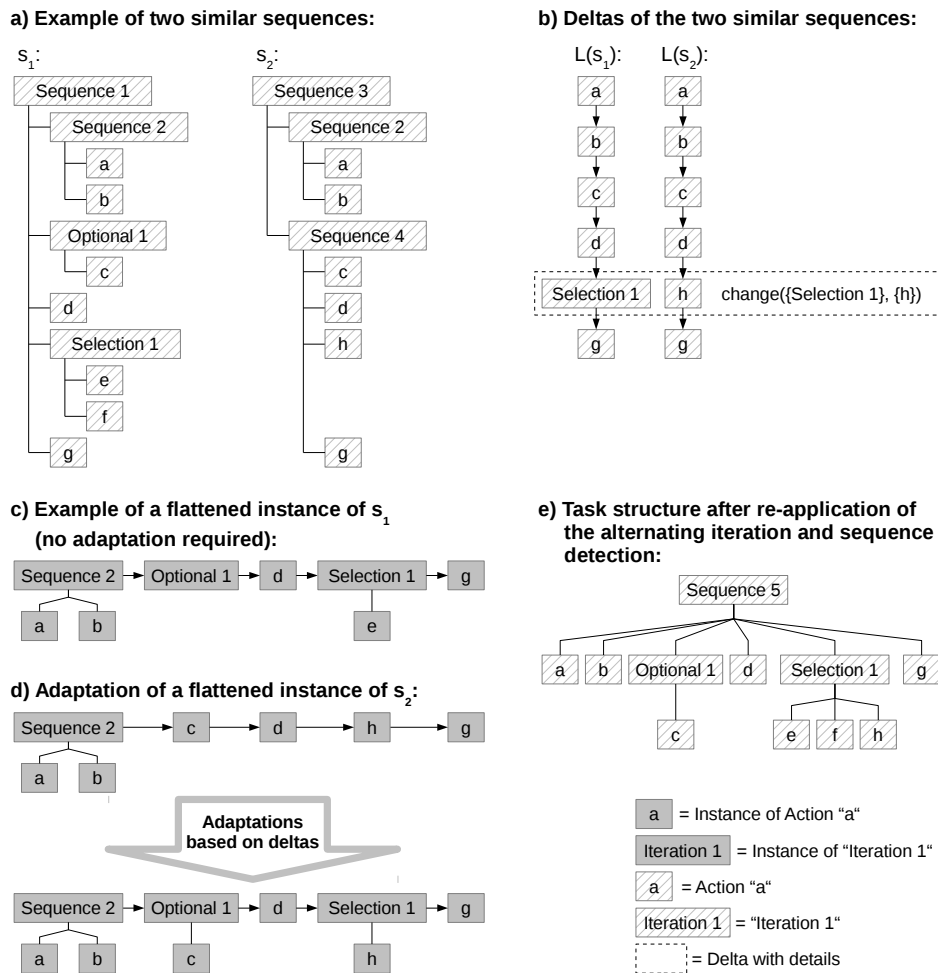 a) Example of two similar sequences:
s1:
s2:
Sequence 1
Sequence 2
a
b
Optional 1
c
d
Selection 1
e
f
g
Sequence 3
Sequence 2
a
b
Sequence 4
c
d
h
g
b) Deltas of the two similar sequences:
L(s1):
L(s2):
a
a
b
b
c
c
d
d
Selection 1
h
change({Selection 1}, {h})
g
g
c) Example of a flattened instance of s1
(no adaptation required):
Sequence 2
Optional 1
d
Selection 1
g
a
b
e
d) Adaptation of a flattened instance of s2:
Sequence 2
c
d
h
g
a
b
Adaptations
based on deltas
Sequence 2
Optional 1
d
Selection 1
g
a
b
c
h
e) Task structure after re-application of
the alternating iteration and sequence
detection:
Sequence 5
a
b
Optional 1
d
Selection 1
g
c
e
f
h
a
= Instance of Action “a“
Iteration 1
= Instance of “Iteration 1“
a
= Action “a“
Iteration 1
= “Iteration 1“
= Delta with details